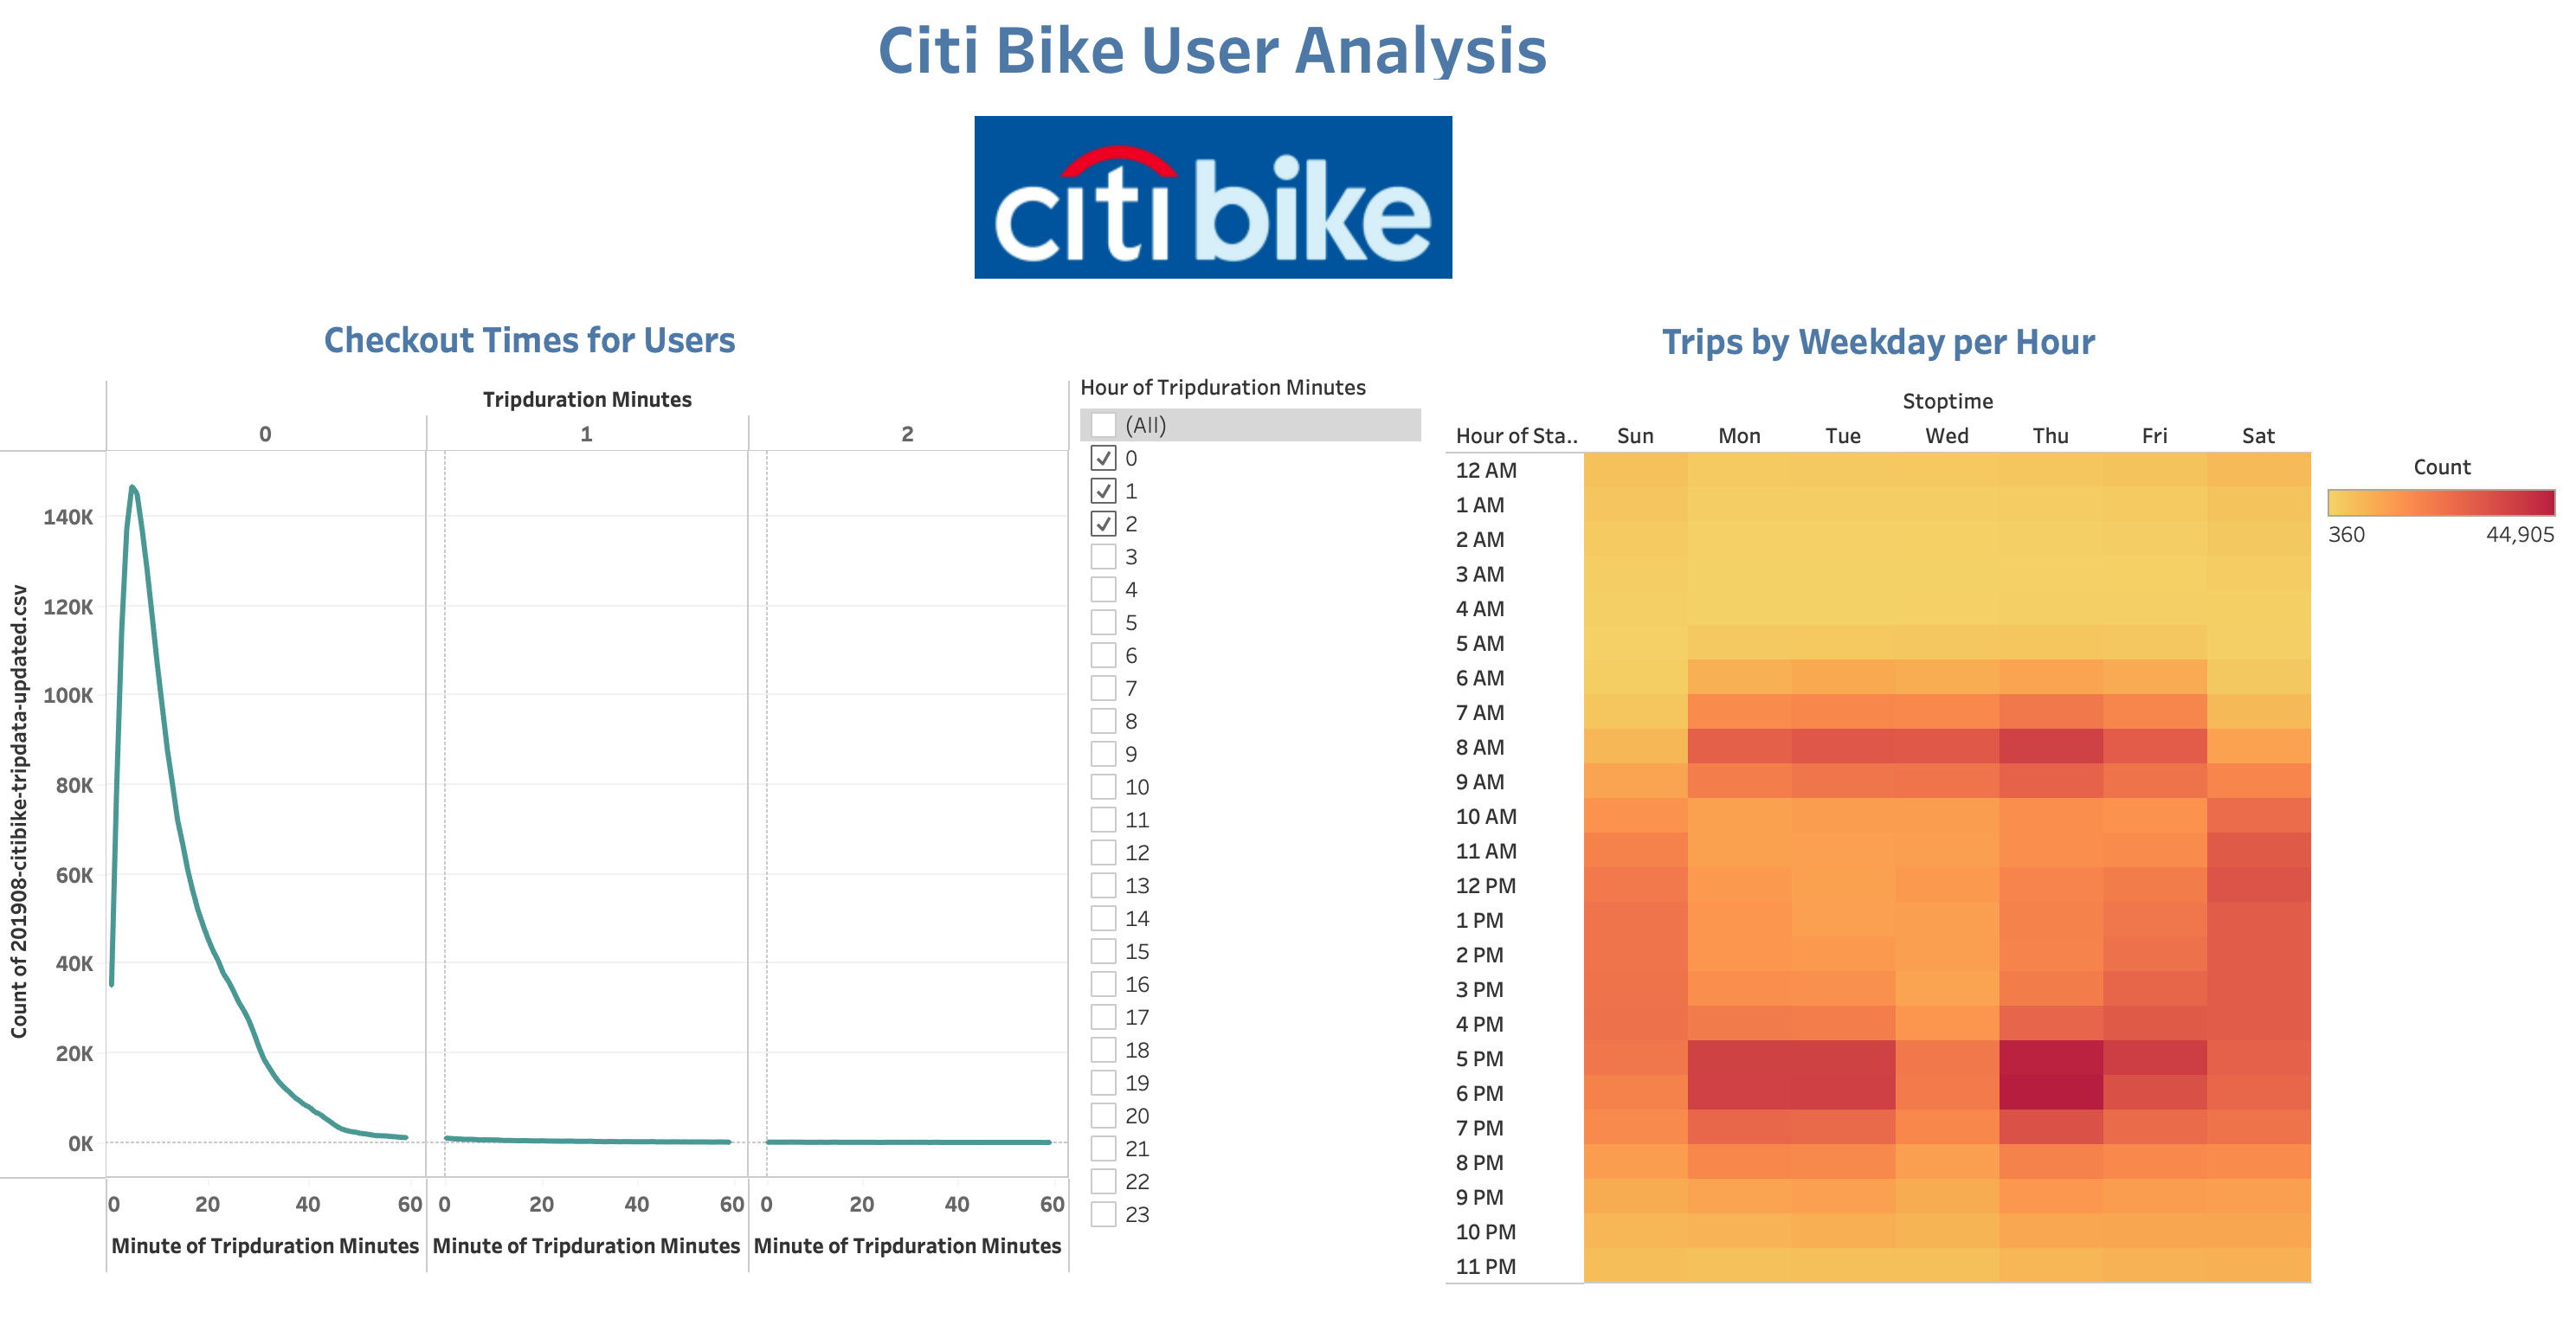 Citi Bike User Analysis
citi bike
Checkout Times for Users
Tripduration Minutes
0 1 2
Count of 201908-citibike-tripdata-updated.csv
140K
120K
100K
80K
60K
40K
20K
0K
0 20 40 60 0 20 40 60 0 20 40 60
Minute of Tripduration Minutes Minute of Tripduration Minutes Minute of Tripduration Minutes
Hour of Tripduration Minutes
(All)
0
1
2
3
4
5
6
7
8
9
10
11
12
13
14
15
16
17
18
19
20
21
22
23
Trips by Weekday per Hour
Stoptime
Hour of Sta.. Sun Mon Tue Wed Thu Fri Sat
12 AM
1 AM
2 AM
3 AM
4 AM
5 AM
6 AM
7 AM
8 AM
9 AM
10 AM
11 AM
12 PM
1 PM
2 PM
3 PM
4 PM
5 PM
6 PM
7 PM
8 PM
9 PM
10 PM
11 PM
Count
360 44,905